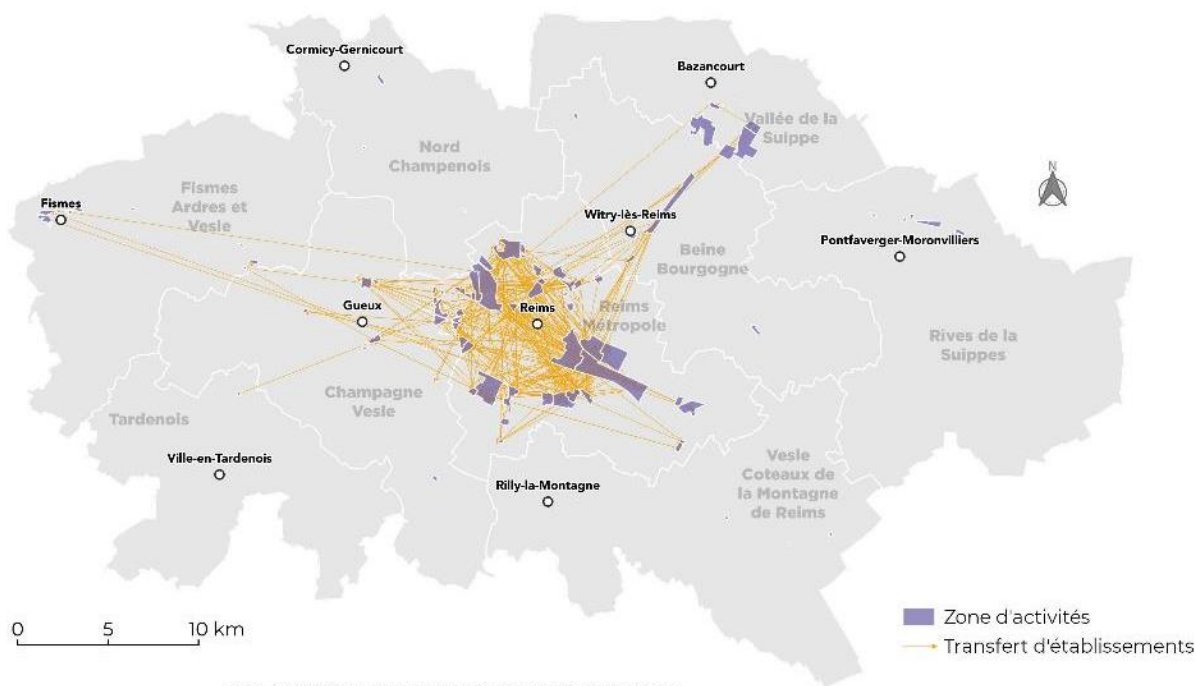 Cormicy-Gernicourt
Bazancourt
Vallée de la
Suippe
Nord
Champenois
N
Fismes
Ardres et
Vesle
Fismes
Witry-lès-Reims
Pontfaverger-Moronvilliers
Beine
Bourgogne
Gueux
Reims
Reims
Métropole
Rives de la
Suippes
Champagne
Vesle
Tardenois
Ville-en-Tardenois
Rilly-la-Montagne
Vesle
Coteaux de
la Montagne
de Reims
0 5 10 km
Zone d'activités
Transfert d'établissements